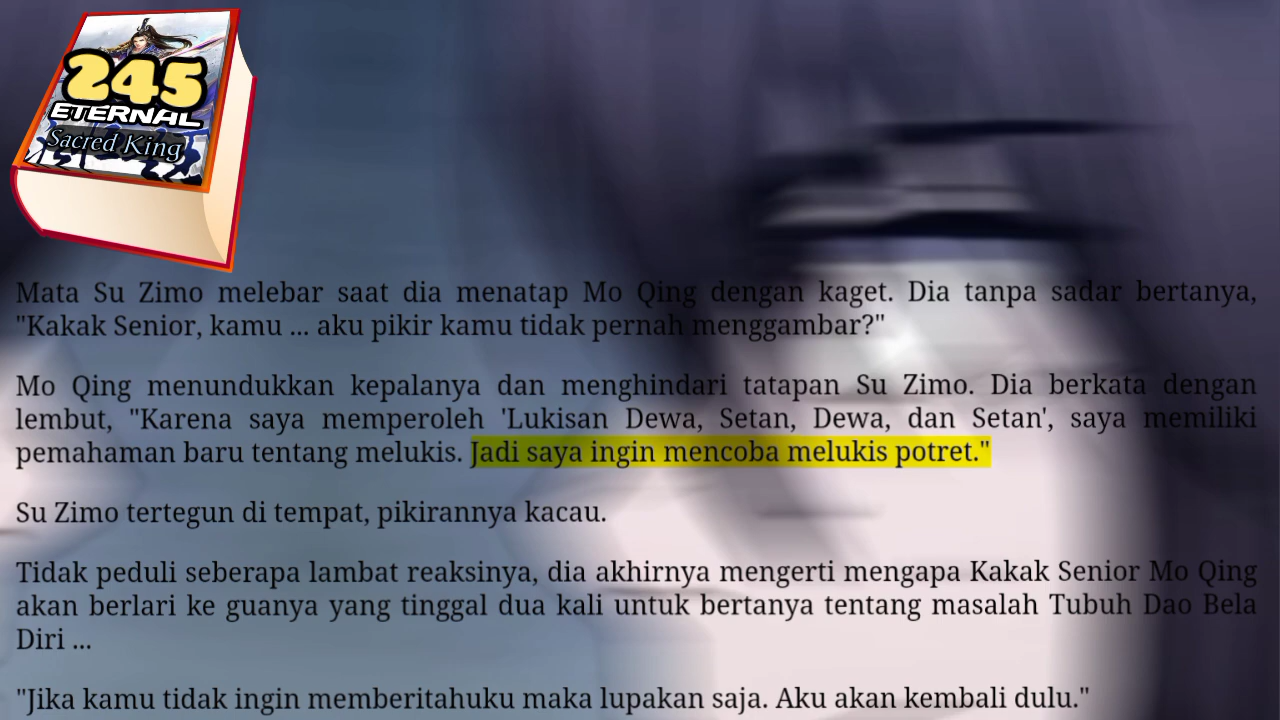 245
ETERNAL
Sacred King
Mata Su Zimo melebar saat dia menatap Mo Qing dengan kaget. Dia tanpa sadar bertanya,
"Kakak Senior, kamu ... aku pikir kamu tidak pernah menggambar?"
Mo Qing menundukkan kepalanya dan menghindari tatapan Su Zimo. Dia berkata dengan
lembut, "Karena saya memperoleh 'Lukisan Dewa, Setan, Dewa, dan Setan', saya memiliki
pemahaman baru tentang melukis. Jadi saya ingin mencoba melukis potret."
Su Zimo tertegun di tempat, pikirannya kacau.
Tidak peduli seberapa lambat reaksinya, dia akhirnya mengerti mengapa Kakak Senior Mo Qing
akan berlari ke guanya yang tinggal dua kali untuk bertanya tentang masalah Tubuh Dao Bela
Diri ...
"Jika kamu tidak ingin memberitahuku maka lupakan saja. Aku akan kembali dulu."